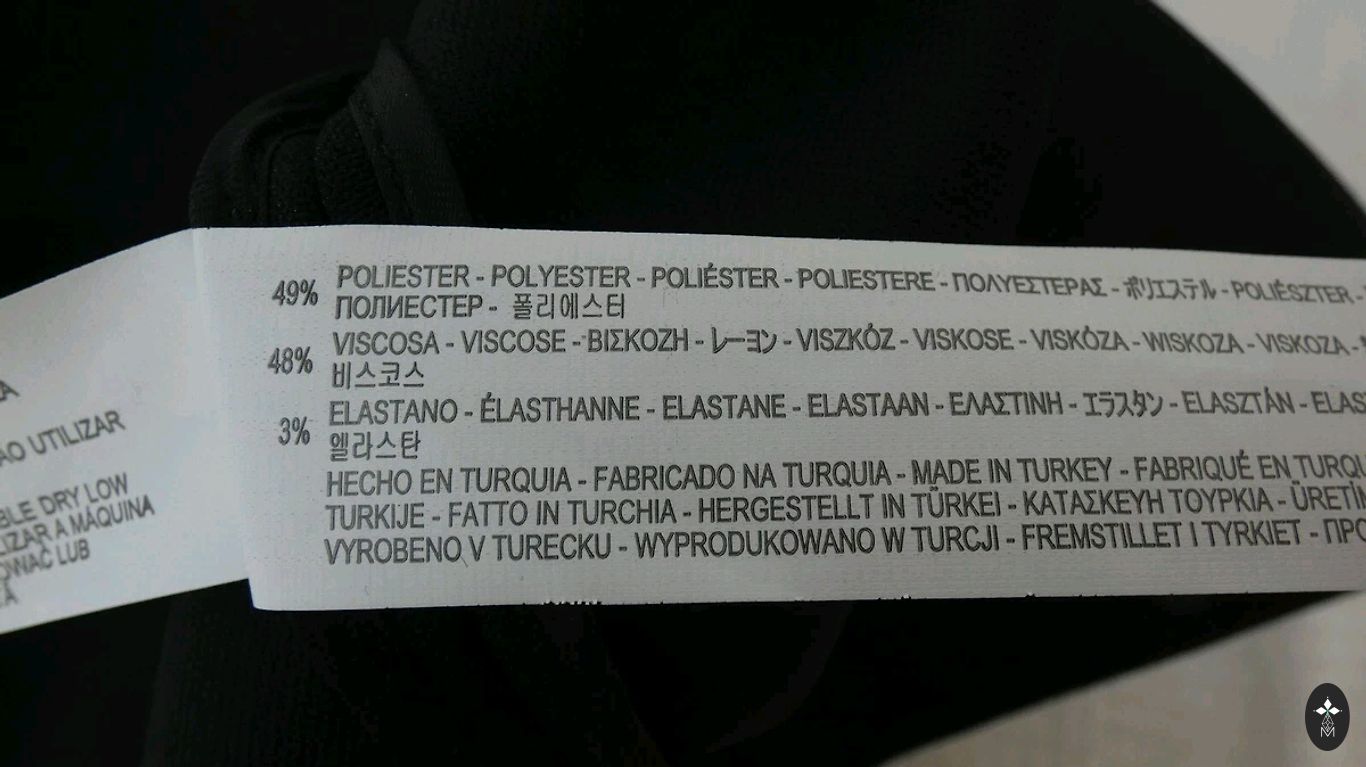 49% POLIESTER - POLYESTER - POLIÉSTER - POLIESTERE - ΠΟΛΥΕΣΤΕΡΑΣ - ポリエステル - POLIÉSZTER -
ПОЛИЕСТЕР - 폴리에스터
48% VISCOSA - VISCOSE - ΒΙΣΚΟΖΗ - レーヨン - VISZKÓZ - VISKOSE - VISKÓZA - WISKOZA - VISKOZA -
비스코스
3% ELASTANO - ÉLASTHANNE - ELASTANE - ELASTAAN - ΕΛΑΣΤΙΝΗ - エラスタン - ELASZTÁN - ELAS
엘라스탄
HECHO EN TURQUIA - FABRICADO NA TURQUIA - MADE IN TURKEY - FABRIQUÉ EN TURQU
TURKIJE - FATTO IN TURCHIA - HERGESTELLT IN TÜRKEI - ΚΑΤΑΣΚΕΥΗ ΤΟΥΡΚΙΑ - ÜRETİ
VYROBENO V TURECKU - WYPRODUKOWANO W TURCJI - FREMSTILLET I TYRKIET - ПРО
UTILIZAR
BLE DRY LOW
LIZAR A MÁQUINA
OWAĆ LUB
M